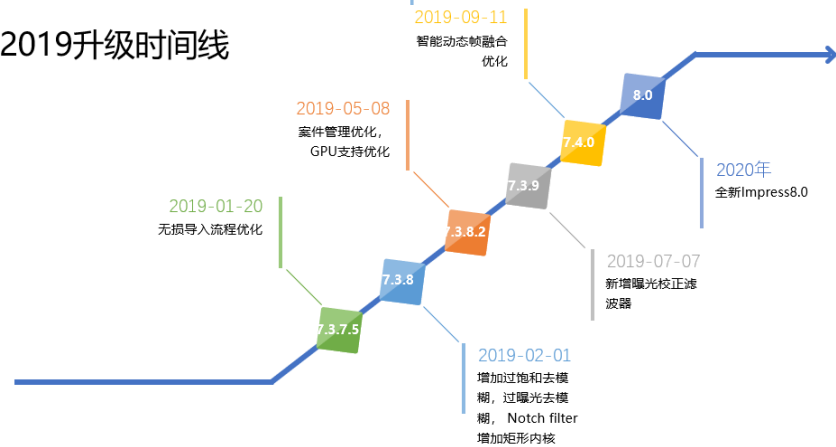 2019升级时间线
2019-09-11
智能动态帧融合
优化
8.0
7.4.0
2019-05-08
案件管理优化，
GPU支持优化
7.3.9
2020年
全新Impress8.0
2019-01-20
无损导入流程优化
7.3.8.2
2019-07-07
新增曝光校正滤
波器
7.3.8
7.3.7.5
2019-02-01
增加过饱和去模
糊，过曝光去模
糊， Notch filter
增加矩形内核